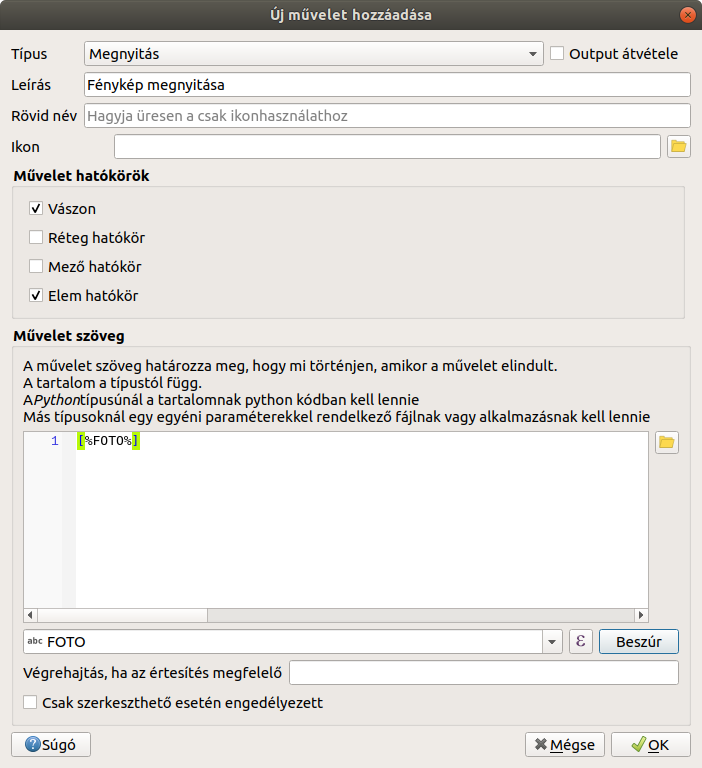 Új művelet hozzáadása
Típus Megnyitás Output átvétele
Leírás Fénykép megnyitása
Rövid név Hagyja üresen a csak ikonhasználathoz
Ikon
Művelet hatókörök
Vászon
Réteg hatókör
Mező hatókör
Elem hatókör
Művelet szöveg
A művelet szöveg határozza meg, hogy mi történjen, amikor a művelet elindult.
A tartalom a típustól függ.
APythontípusúnál a tartalomnak python kódban kell lennie
Más típusoknál egy egyéni paraméterekkel rendelkező fájlnak vagy alkalmazásnak kell lennie
1 [%FOTO%]
abc FOTO ε Beszúr
Végrehajtás, ha az értesítés megfelelő
Csak szerkeszthető esetén engedélyezett
Súgó Mégse OK